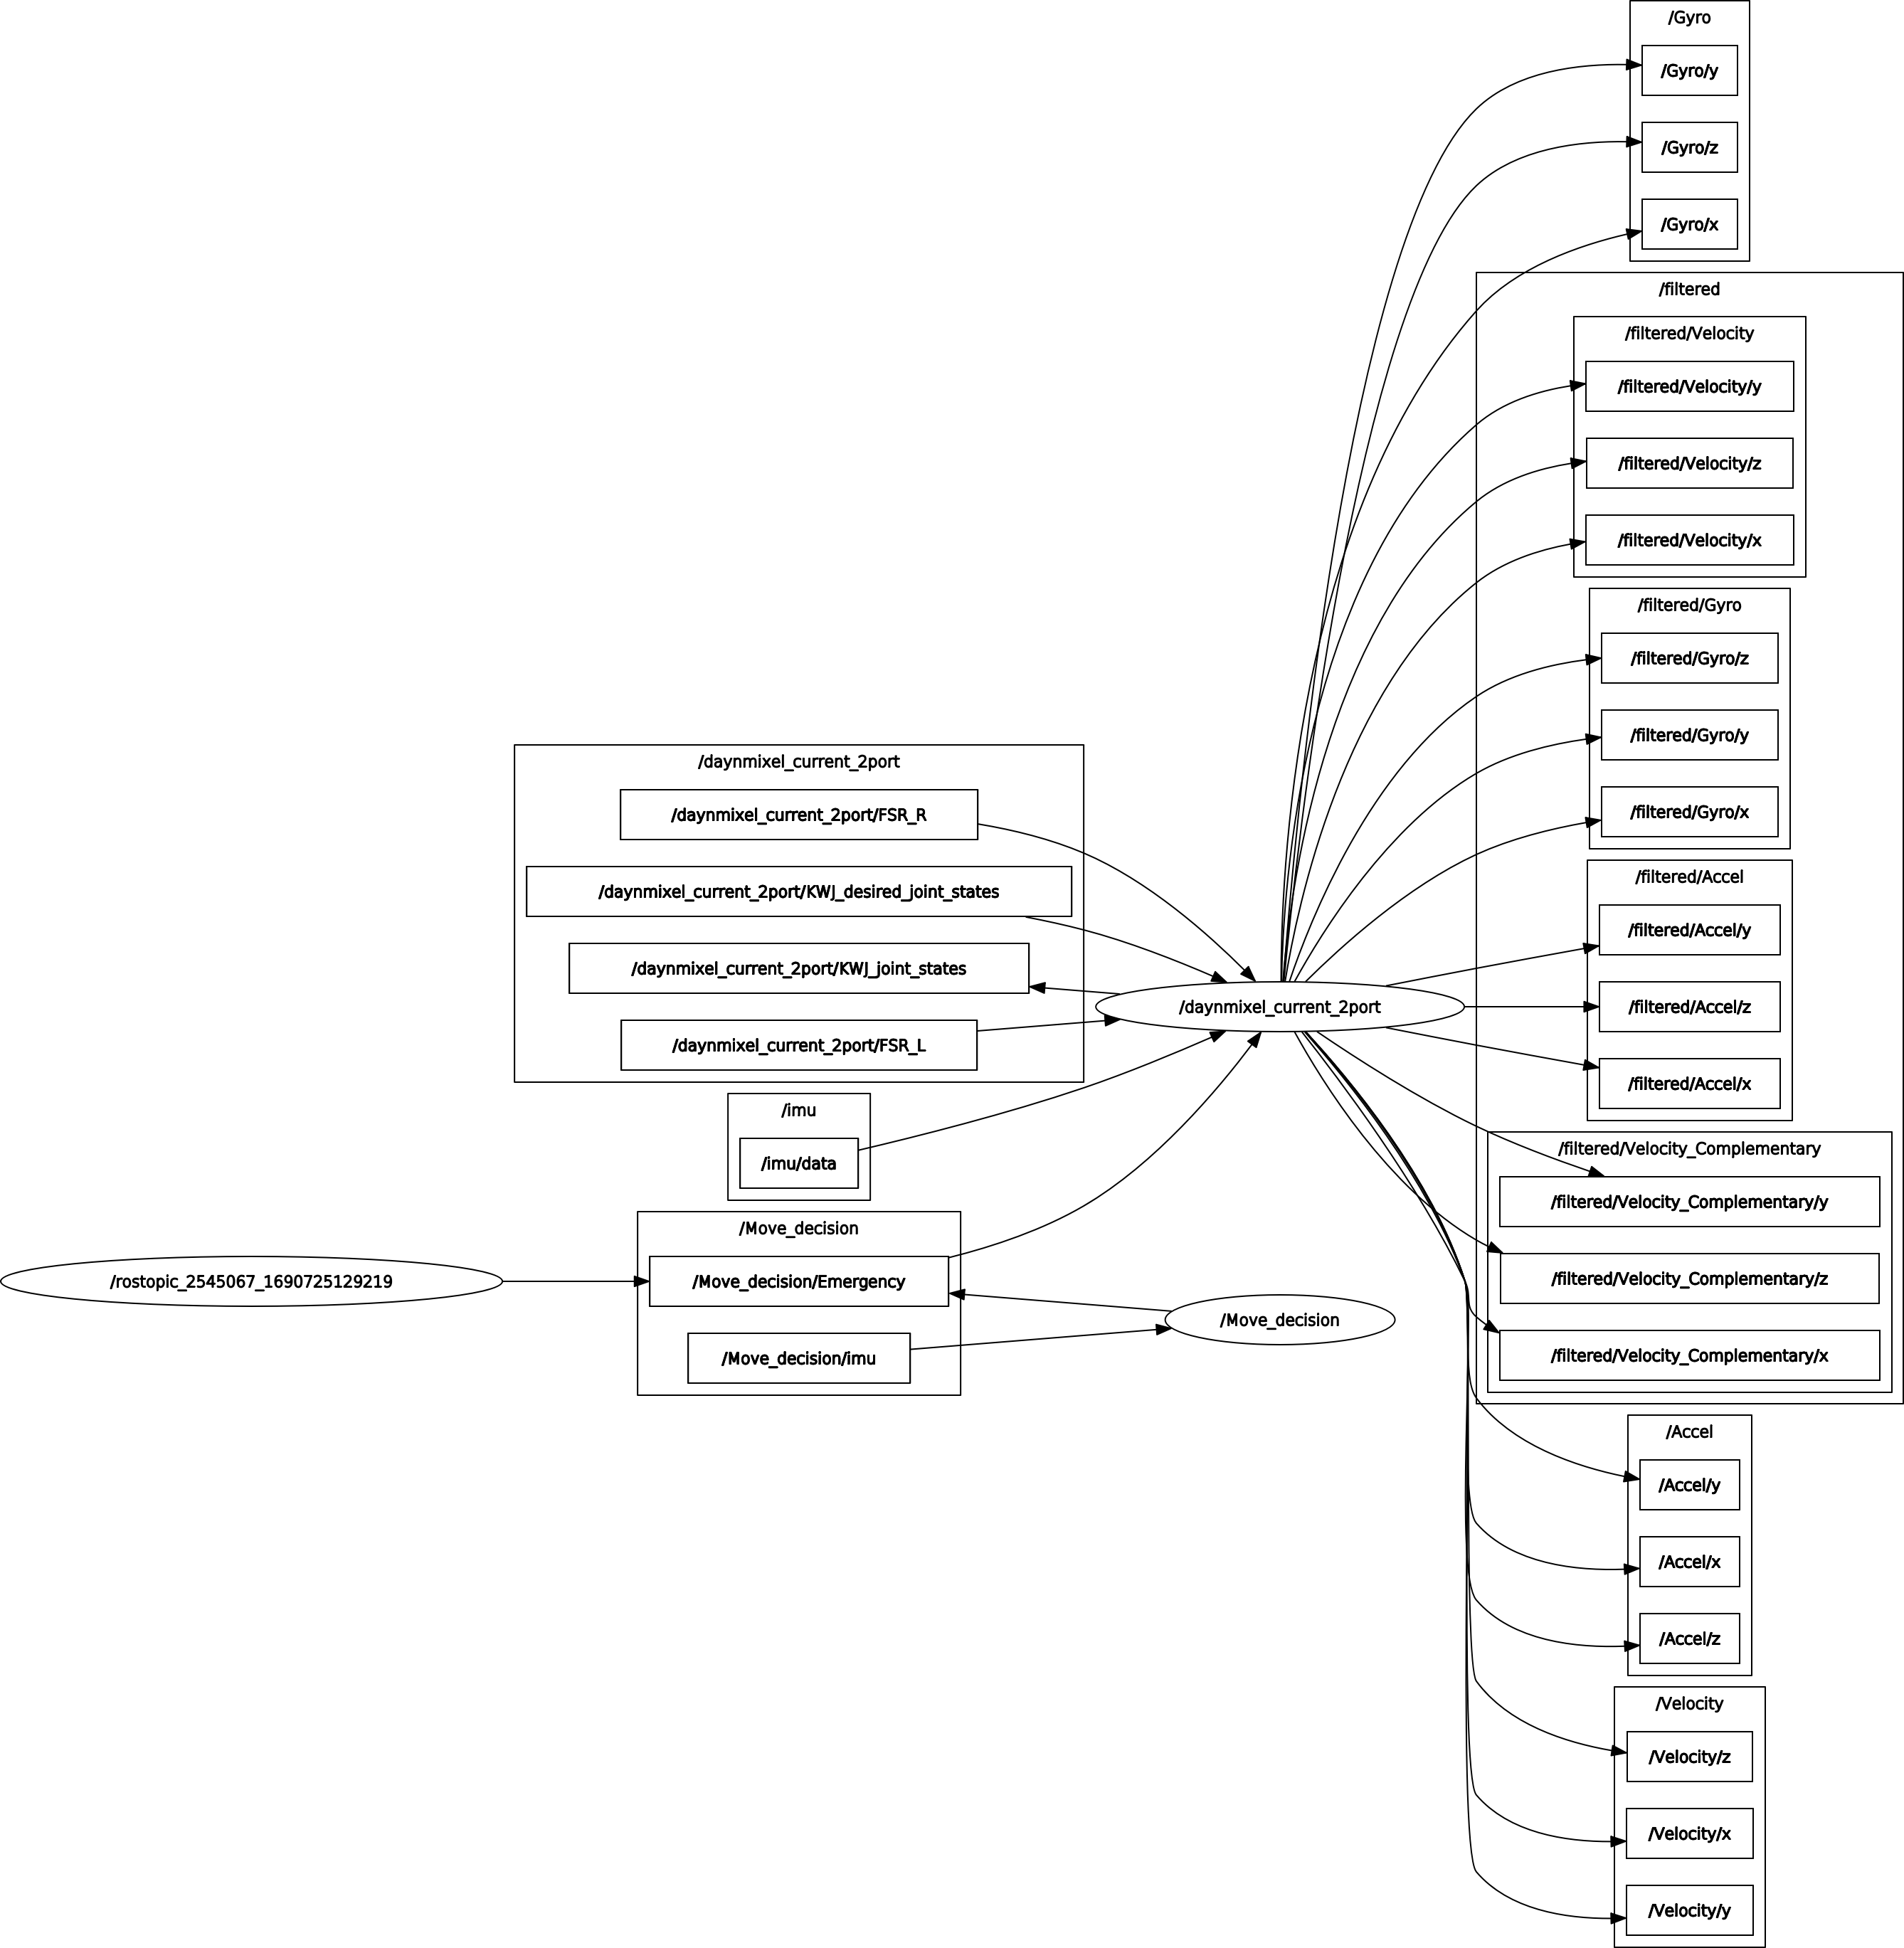 /Gyro
/Gyro/y
/Gyro/z
/Gyro/x
/filtered
/filtered/Velocity
/filtered/Velocity/y
/filtered/Velocity/z
/filtered/Velocity/x
/filtered/Gyro
/filtered/Gyro/z
/filtered/Gyro/y
/filtered/Gyro/x
/daynmixel_current_2port
/daynmixel_current_2port/FSR_R
/daynmixel_current_2port/KWJ_desired_joint_states
/daynmixel_current_2port/KWJ_joint_states
/daynmixel_current_2port/FSR_L
/daynmixel_current_2port
/filtered/Accel
/filtered/Accel/y
/filtered/Accel/z
/filtered/Accel/x
/imu
/imu/data
/filtered/Velocity_Complementary
/filtered/Velocity_Complementary/y
/filtered/Velocity_Complementary/z
/filtered/Velocity_Complementary/x
/Move_decision
/rostopic_2545067_1690725129219
/Move_decision/Emergency
/Move_decision/imu
/Move_decision
/Accel
/Accel/y
/Accel/x
/Accel/z
/Velocity
/Velocity/z
/Velocity/x
/Velocity/y